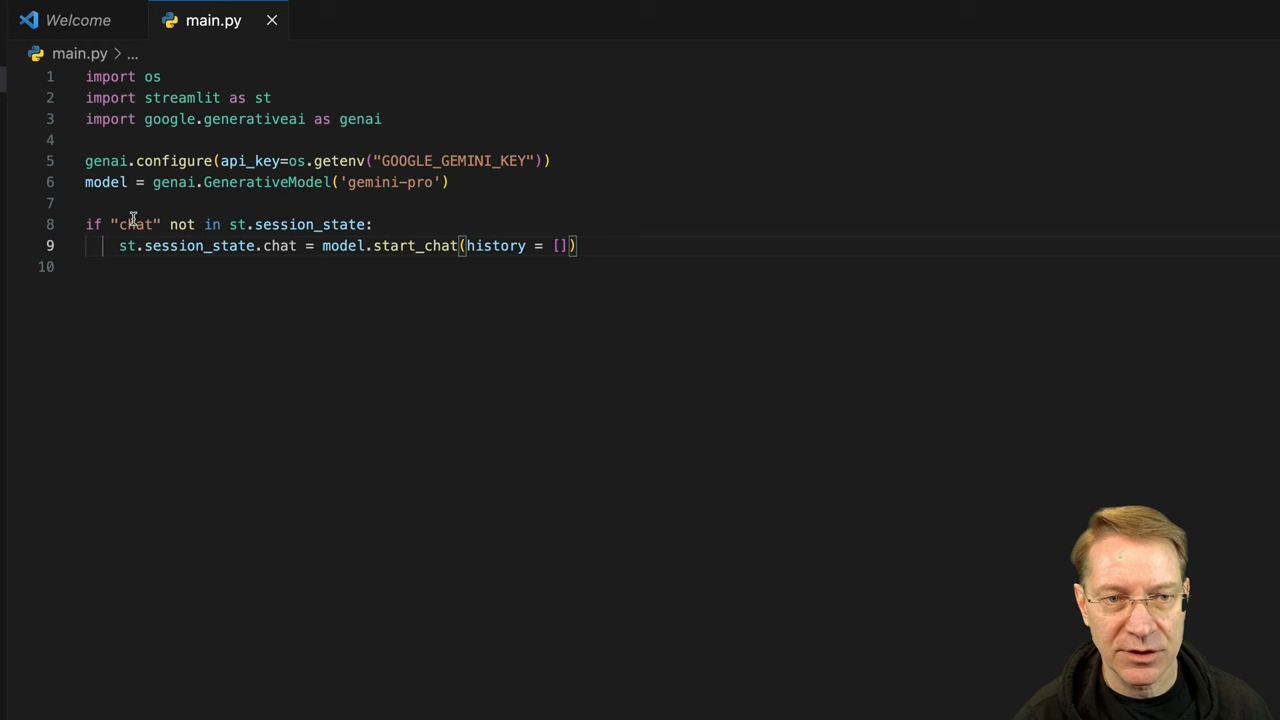 Welcome
main.py
main.py > ...
1 import os
2 import streamlit as st
3 import google.generativeai as genai
4
5 genai.configure(api_key=os.getenv("GOOGLE_GEMINI_KEY"))
6 model = genai.GenerativeModel('gemini-pro')
7
8 if "chat" not in st.session_state:
9     st.session_state.chat = model.start_chat(history = [])
10